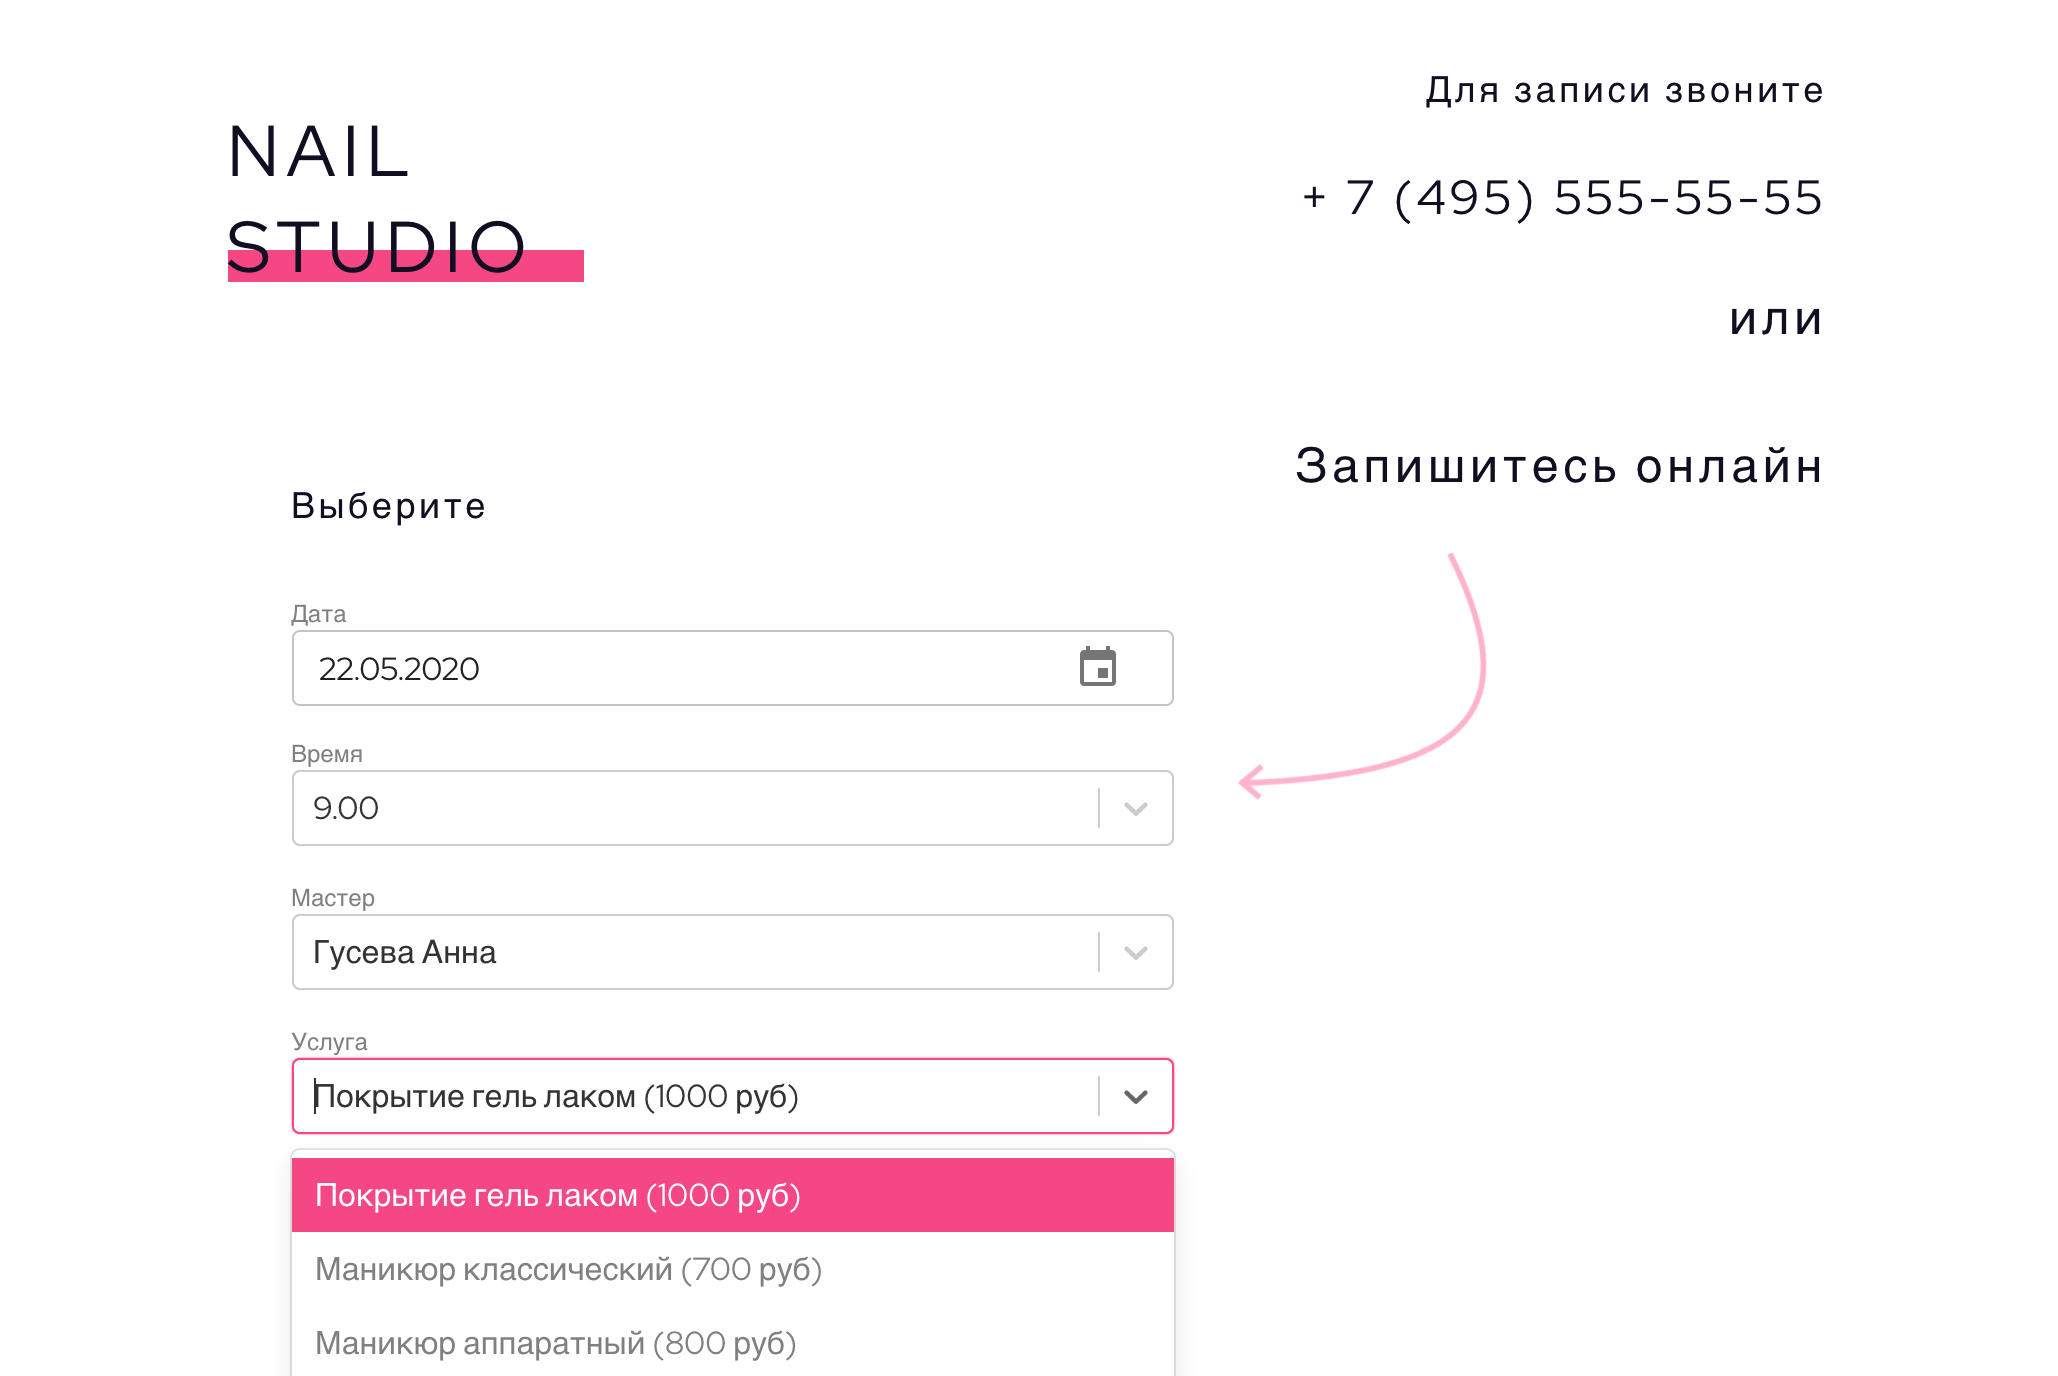 NAIL
STUDIO
Для записи звоните
+ 7 (495) 555-55-55
или
Запишитесь онлайн
Выберите
Дата
22.05.2020
Время
9.00
Мастер
Гусева Анна
Услуга
Покрытие гель лаком (1000 руб)
Покрытие гель лаком (1000 руб)
Маникюр классический (700 руб)
Маникюр аппаратный (800 руб)